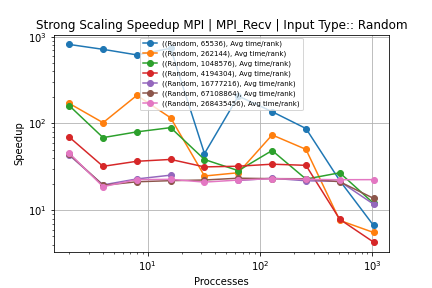 Strong Scaling Speedup MPI | MPI_Recv | Input Type:: Random
((Random, 65536), Avg time/rank)
((Random, 262144), Avg time/rank)
((Random, 1048576), Avg time/rank)
((Random, 4194304), Avg time/rank)
((Random, 16777216), Avg time/rank)
((Random, 67108864), Avg time/rank)
((Random, 268435456), Avg time/rank)
Speedup
10³
10²
10¹
10¹ 10² 10³
Proccesses